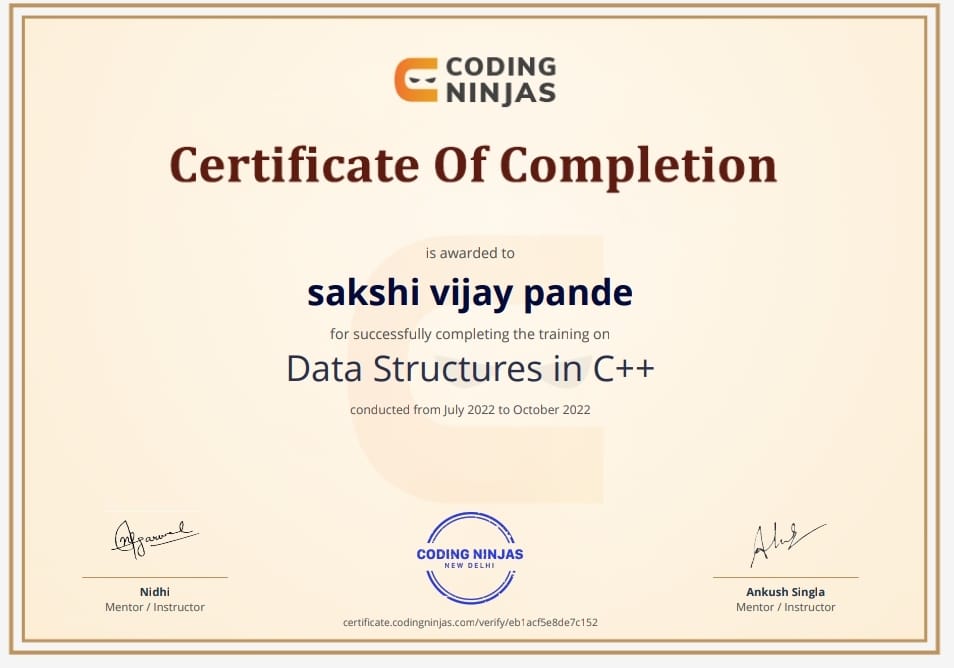 CODING
NINJAS
Certificate Of Completion
is awarded to
sakshi vijay pande
for successfully completing the training on
Data Structures in C++
conducted from July 2022 to October 2022
Agarwal
CODING NINJAS
NEW DELHI
Nidhi
Mentor / Instructor
Ankush Singla
Mentor / Instructor
certificate.codingninjas.com/verify/eb1acf5e8de7c152